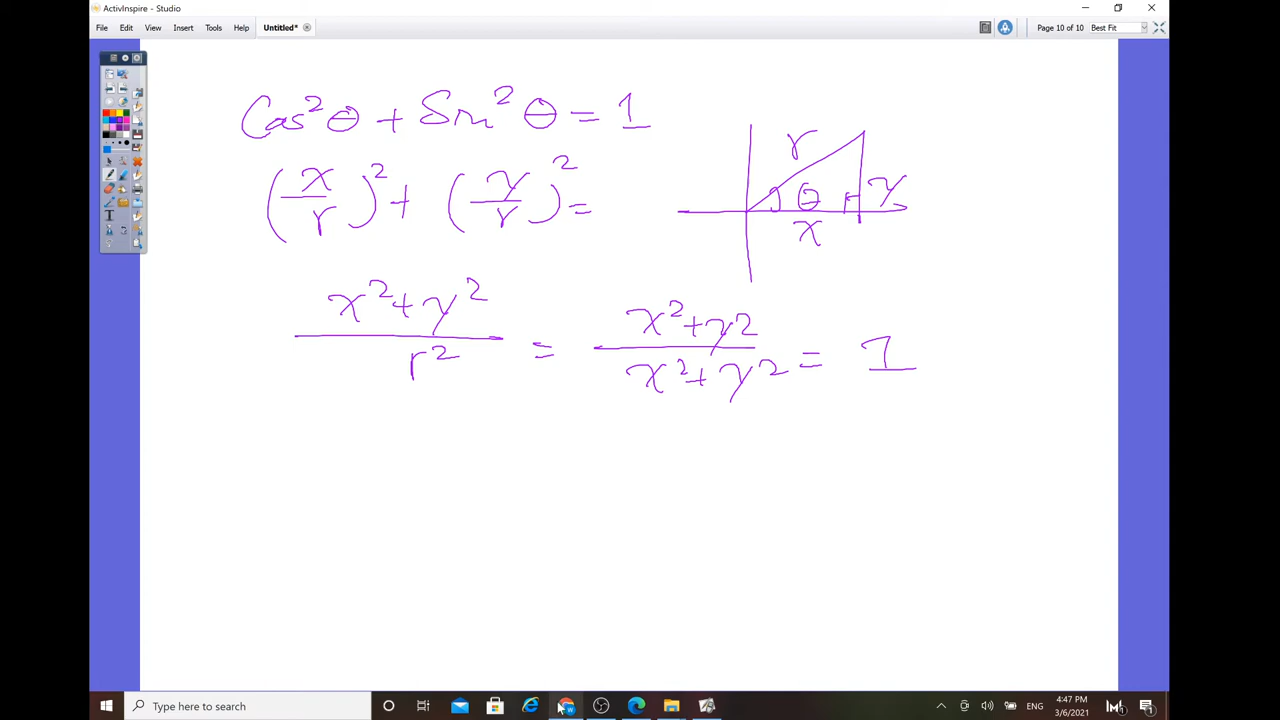 ActivInspire - Studio
File Edit View Insert Tools Help Untitled* Page 10 of 10 Best Fit
Cos²θ + Sin²θ = 1
(x/r)² + (y/r)² =
r
θ
y
x
x²+y²/r² = x²+y2/x²+y2 = 1
Type here to search
ENG
4:47 PM
3/6/2021